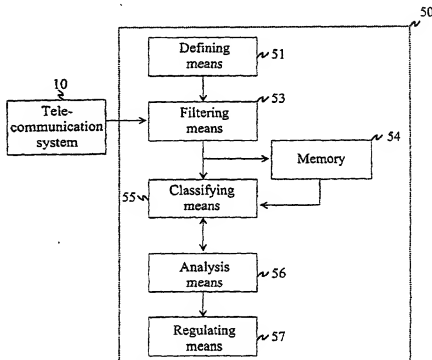 50
Defining
means
51
10
Tele-
communication
system
53
Filtering
means
54
Memory
55
Classifying
means
Analysis
means
56
Regulating
means
57